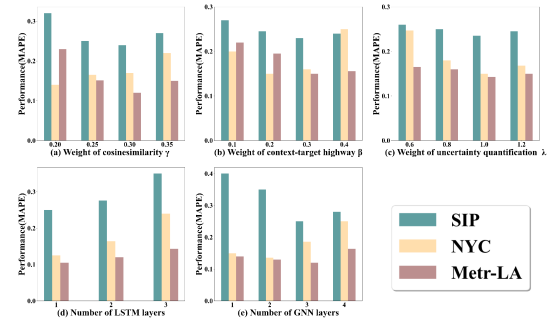 Performance(MAPE)
0.3
0.2
0.1
0.0
0.20 0.25 0.30 0.35
(a) Weight of cosinesimilarity γ
Performance(MAPE)
0.3
0.2
0.1
0.0
0.1 0.2 0.3 0.4
(b) Weight of context-target highway β
Performance(MAPE)
0.3
0.2
0.1
0.0
0.6 0.8 1.0 1.2
(c) Weight of uncertainty quantification λ
Performance(MAPE)
0.3
0.2
0.1
0.0
1 2 3
(d) Number of LSTM layers
Performance(MAPE)
0.4
0.3
0.2
0.1
0.0
1 2 3 4
(e) Number of GNN layers
SIP
NYC
Metr-LA